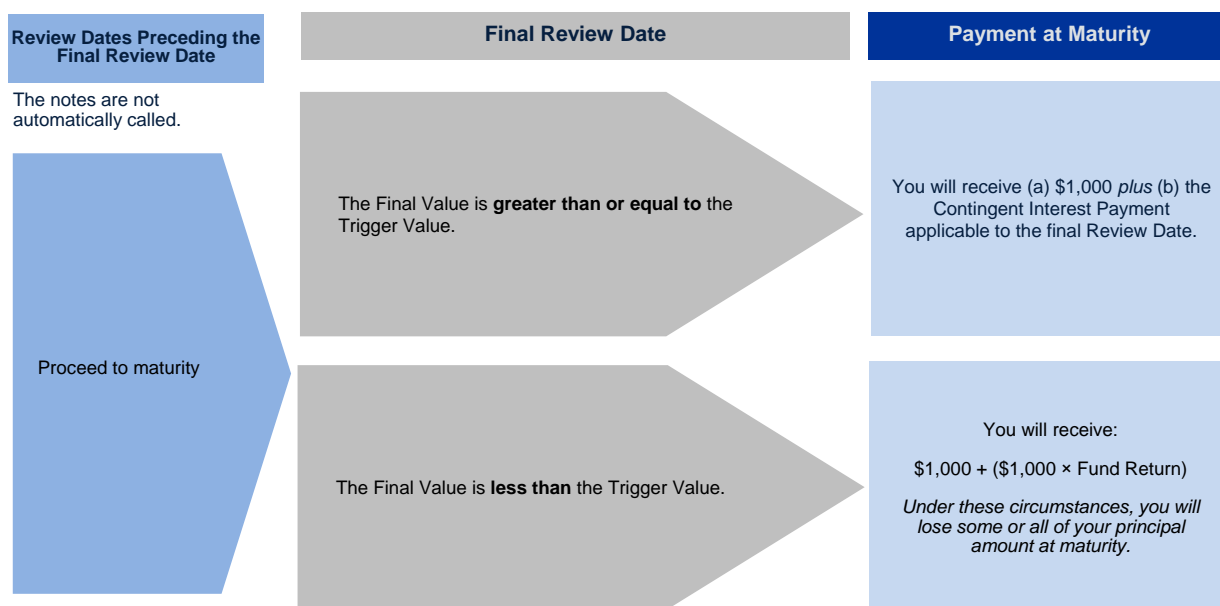 Review Dates Preceding the
Final Review Date
Final Review Date
Payment at Maturity
The notes are not
automatically called.
Proceed to maturity
The Final Value is greater than or equal to the
Trigger Value.
You will receive (a) $1,000 plus (b) the
Contingent Interest Payment
applicable to the final Review Date.
The Final Value is less than the Trigger Value.
You will receive:
$1,000 + ($1,000 × Fund Return)
Under these circumstances, you will
lose some or all of your principal
amount at maturity.